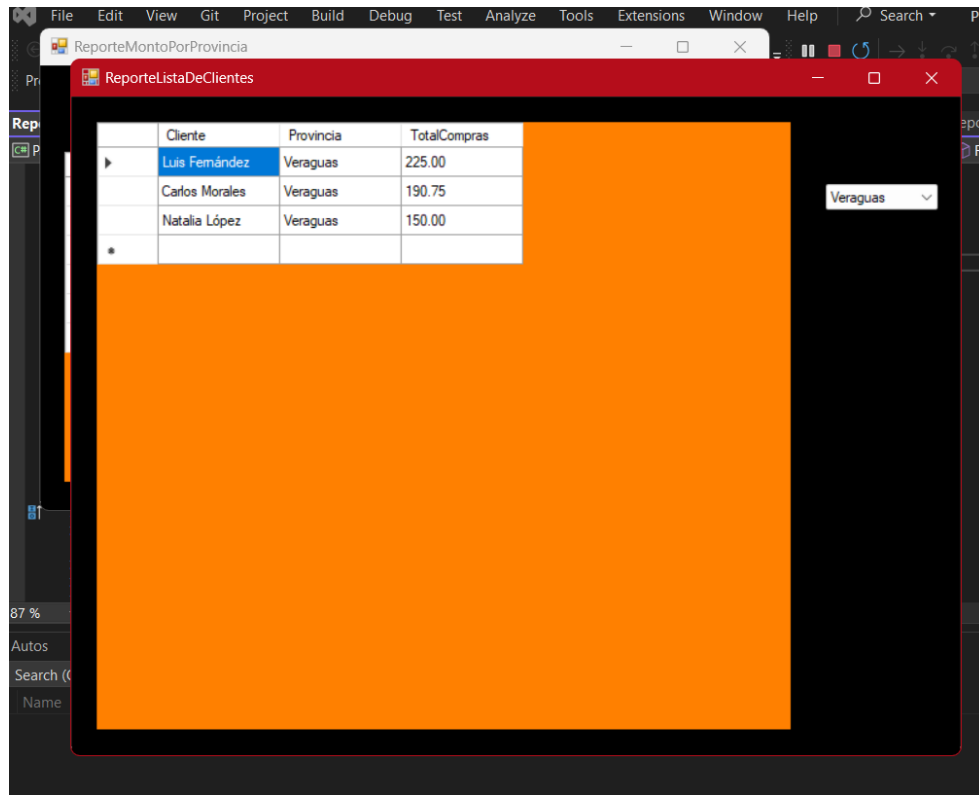 File Edit View Git Project Build Debug Test Analyze Tools Extensions Window Help Search
ReporteMontoPorProvincia
ReporteListaDeClientes
Cliente Provincia TotalCompras
Luis Fernández Veraguas 225.00
Carlos Morales Veraguas 190.75
Natalia López Veraguas 150.00
Veraguas
87 %
Autos
Search (
Name